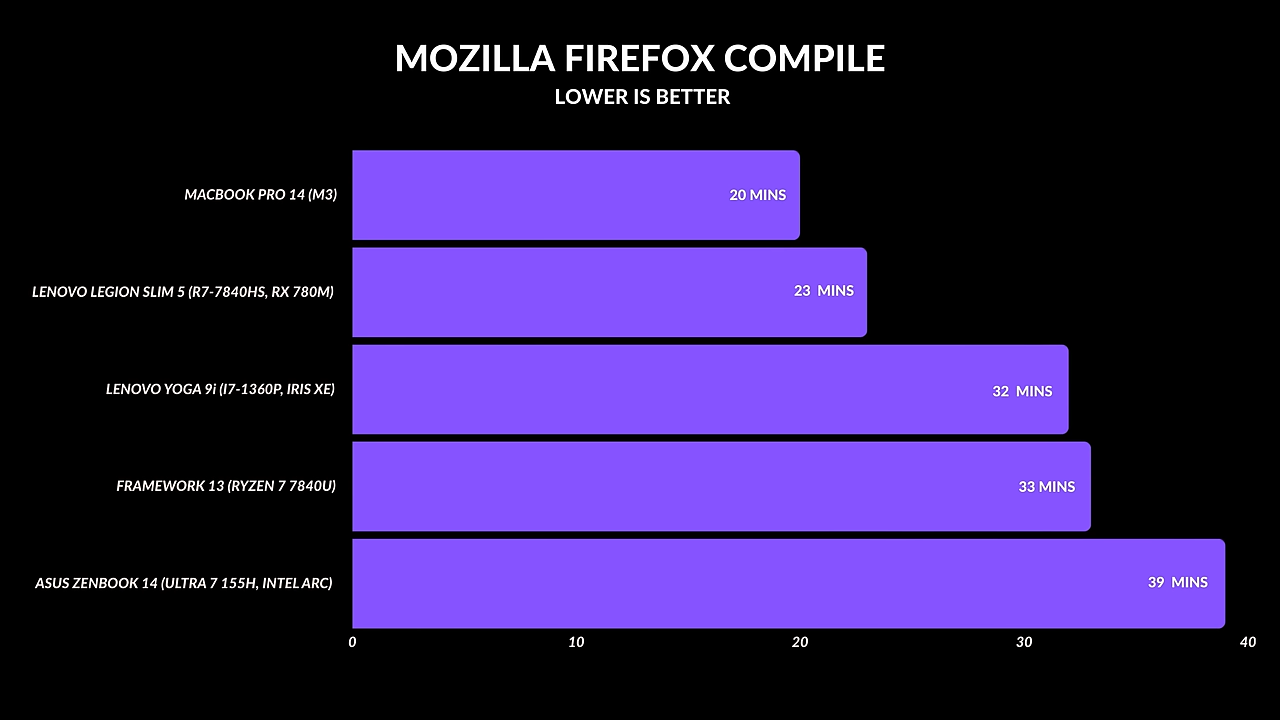 MOZILLA FIREFOX COMPILE
LOWER IS BETTER
MACBOOK PRO 14 (M3)
20 MINS
LENOVO LEGION SLIM 5 (R7-7840HS, RX 780M)
23 MINS
LENOVO YOGA 9i (I7-1360P, IRIS XE)
32 MINS
FRAMEWORK 13 (RYZEN 7 7840U)
33 MINS
ASUS ZENBOOK 14 (ULTRA 7 155H, INTEL ARC)
39 MINS
0 10 20 30 40